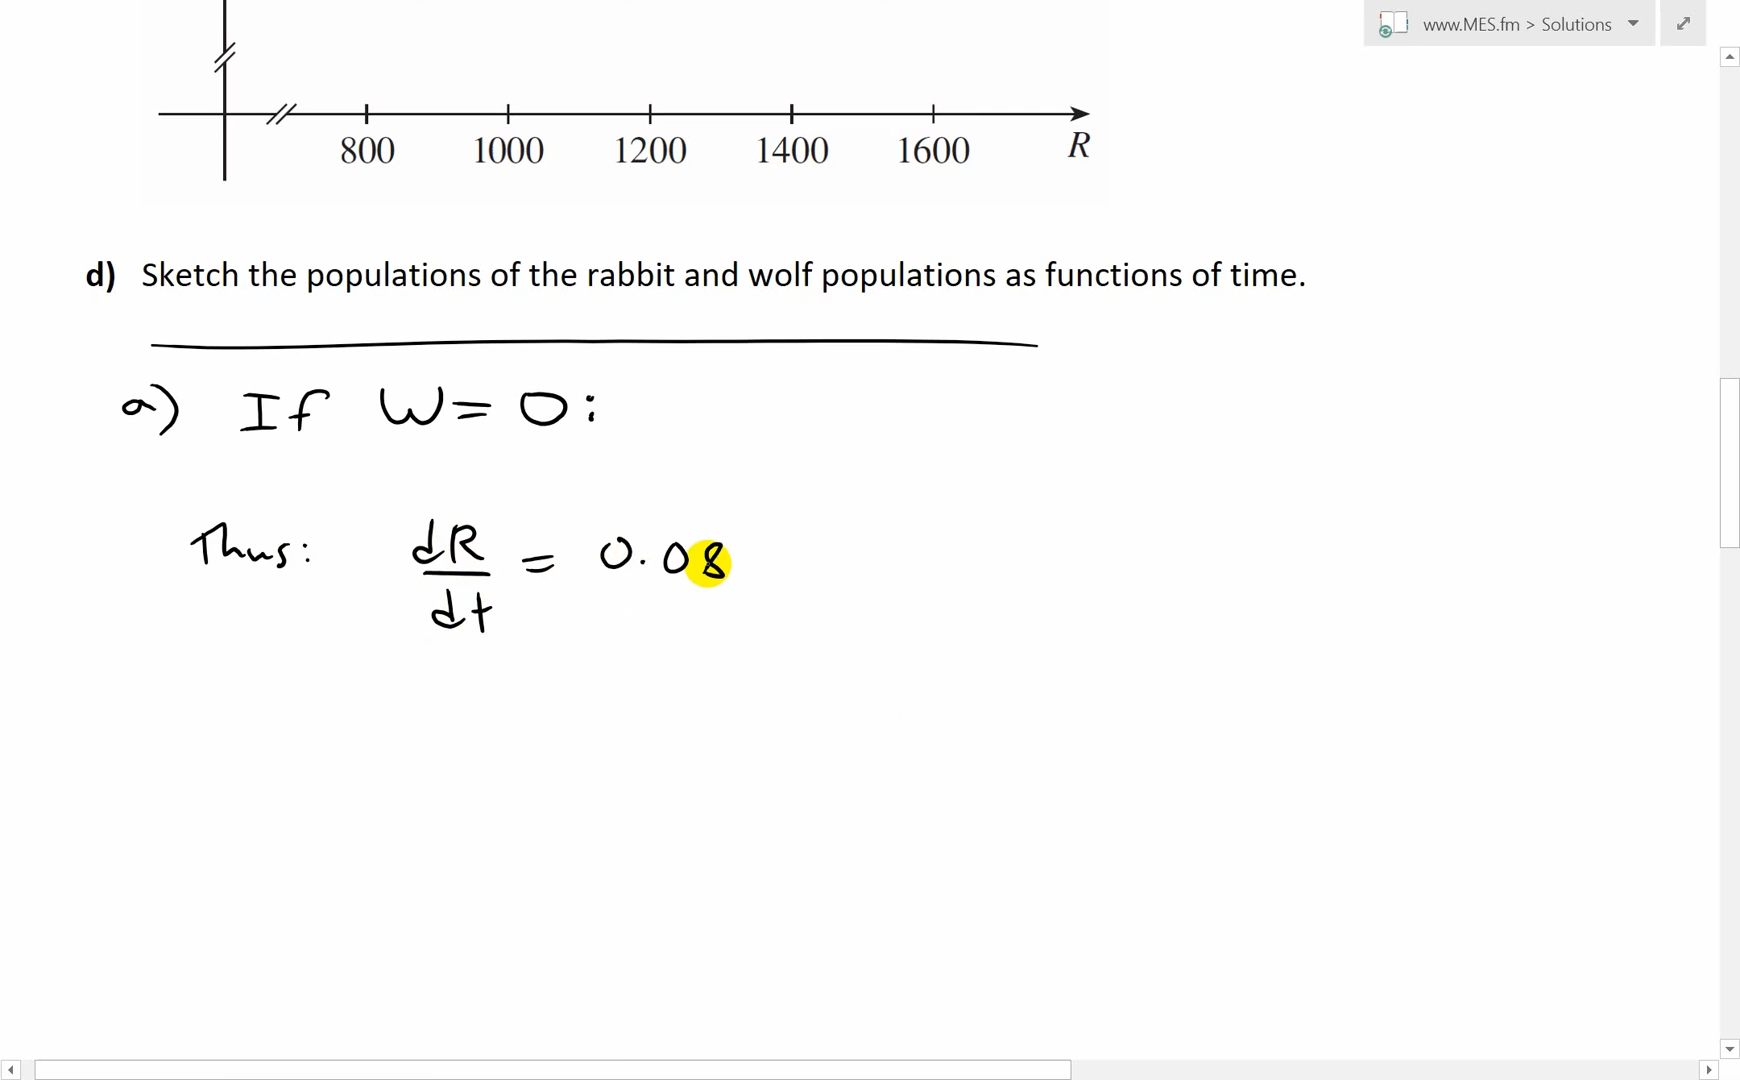 www.MES.fm > Solutions
800 1000 1200 1400 1600 R
d) Sketch the populations of the rabbit and wolf populations as functions of time.
a) If W = 0:
Thus: dR/dt = 0.08